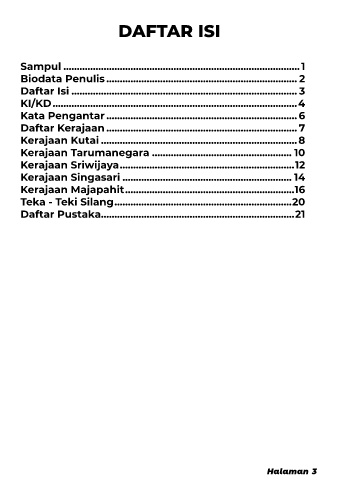 DAFTAR ISI
Sampul ........................................................................................ 1
Biodata Penulis ...................................................................... 2
Daftar Isi ..................................................................................... 3
KI/KD ............................................................................................ 4
Kata Pengantar ...................................................................... 6
Daftar Kerajaan ...................................................................... 7
Kerajaan Kutai ........................................................................ 8
Kerajaan Tarumanegara .................................................... 10
Kerajaan Sriwijaya ................................................................12
Kerajaan Singasari ............................................................... 14
Kerajaan Majapahit ...............................................................16
Teka - Teki Silang ..................................................................20
Daftar Pustaka ........................................................................21
Halaman 3